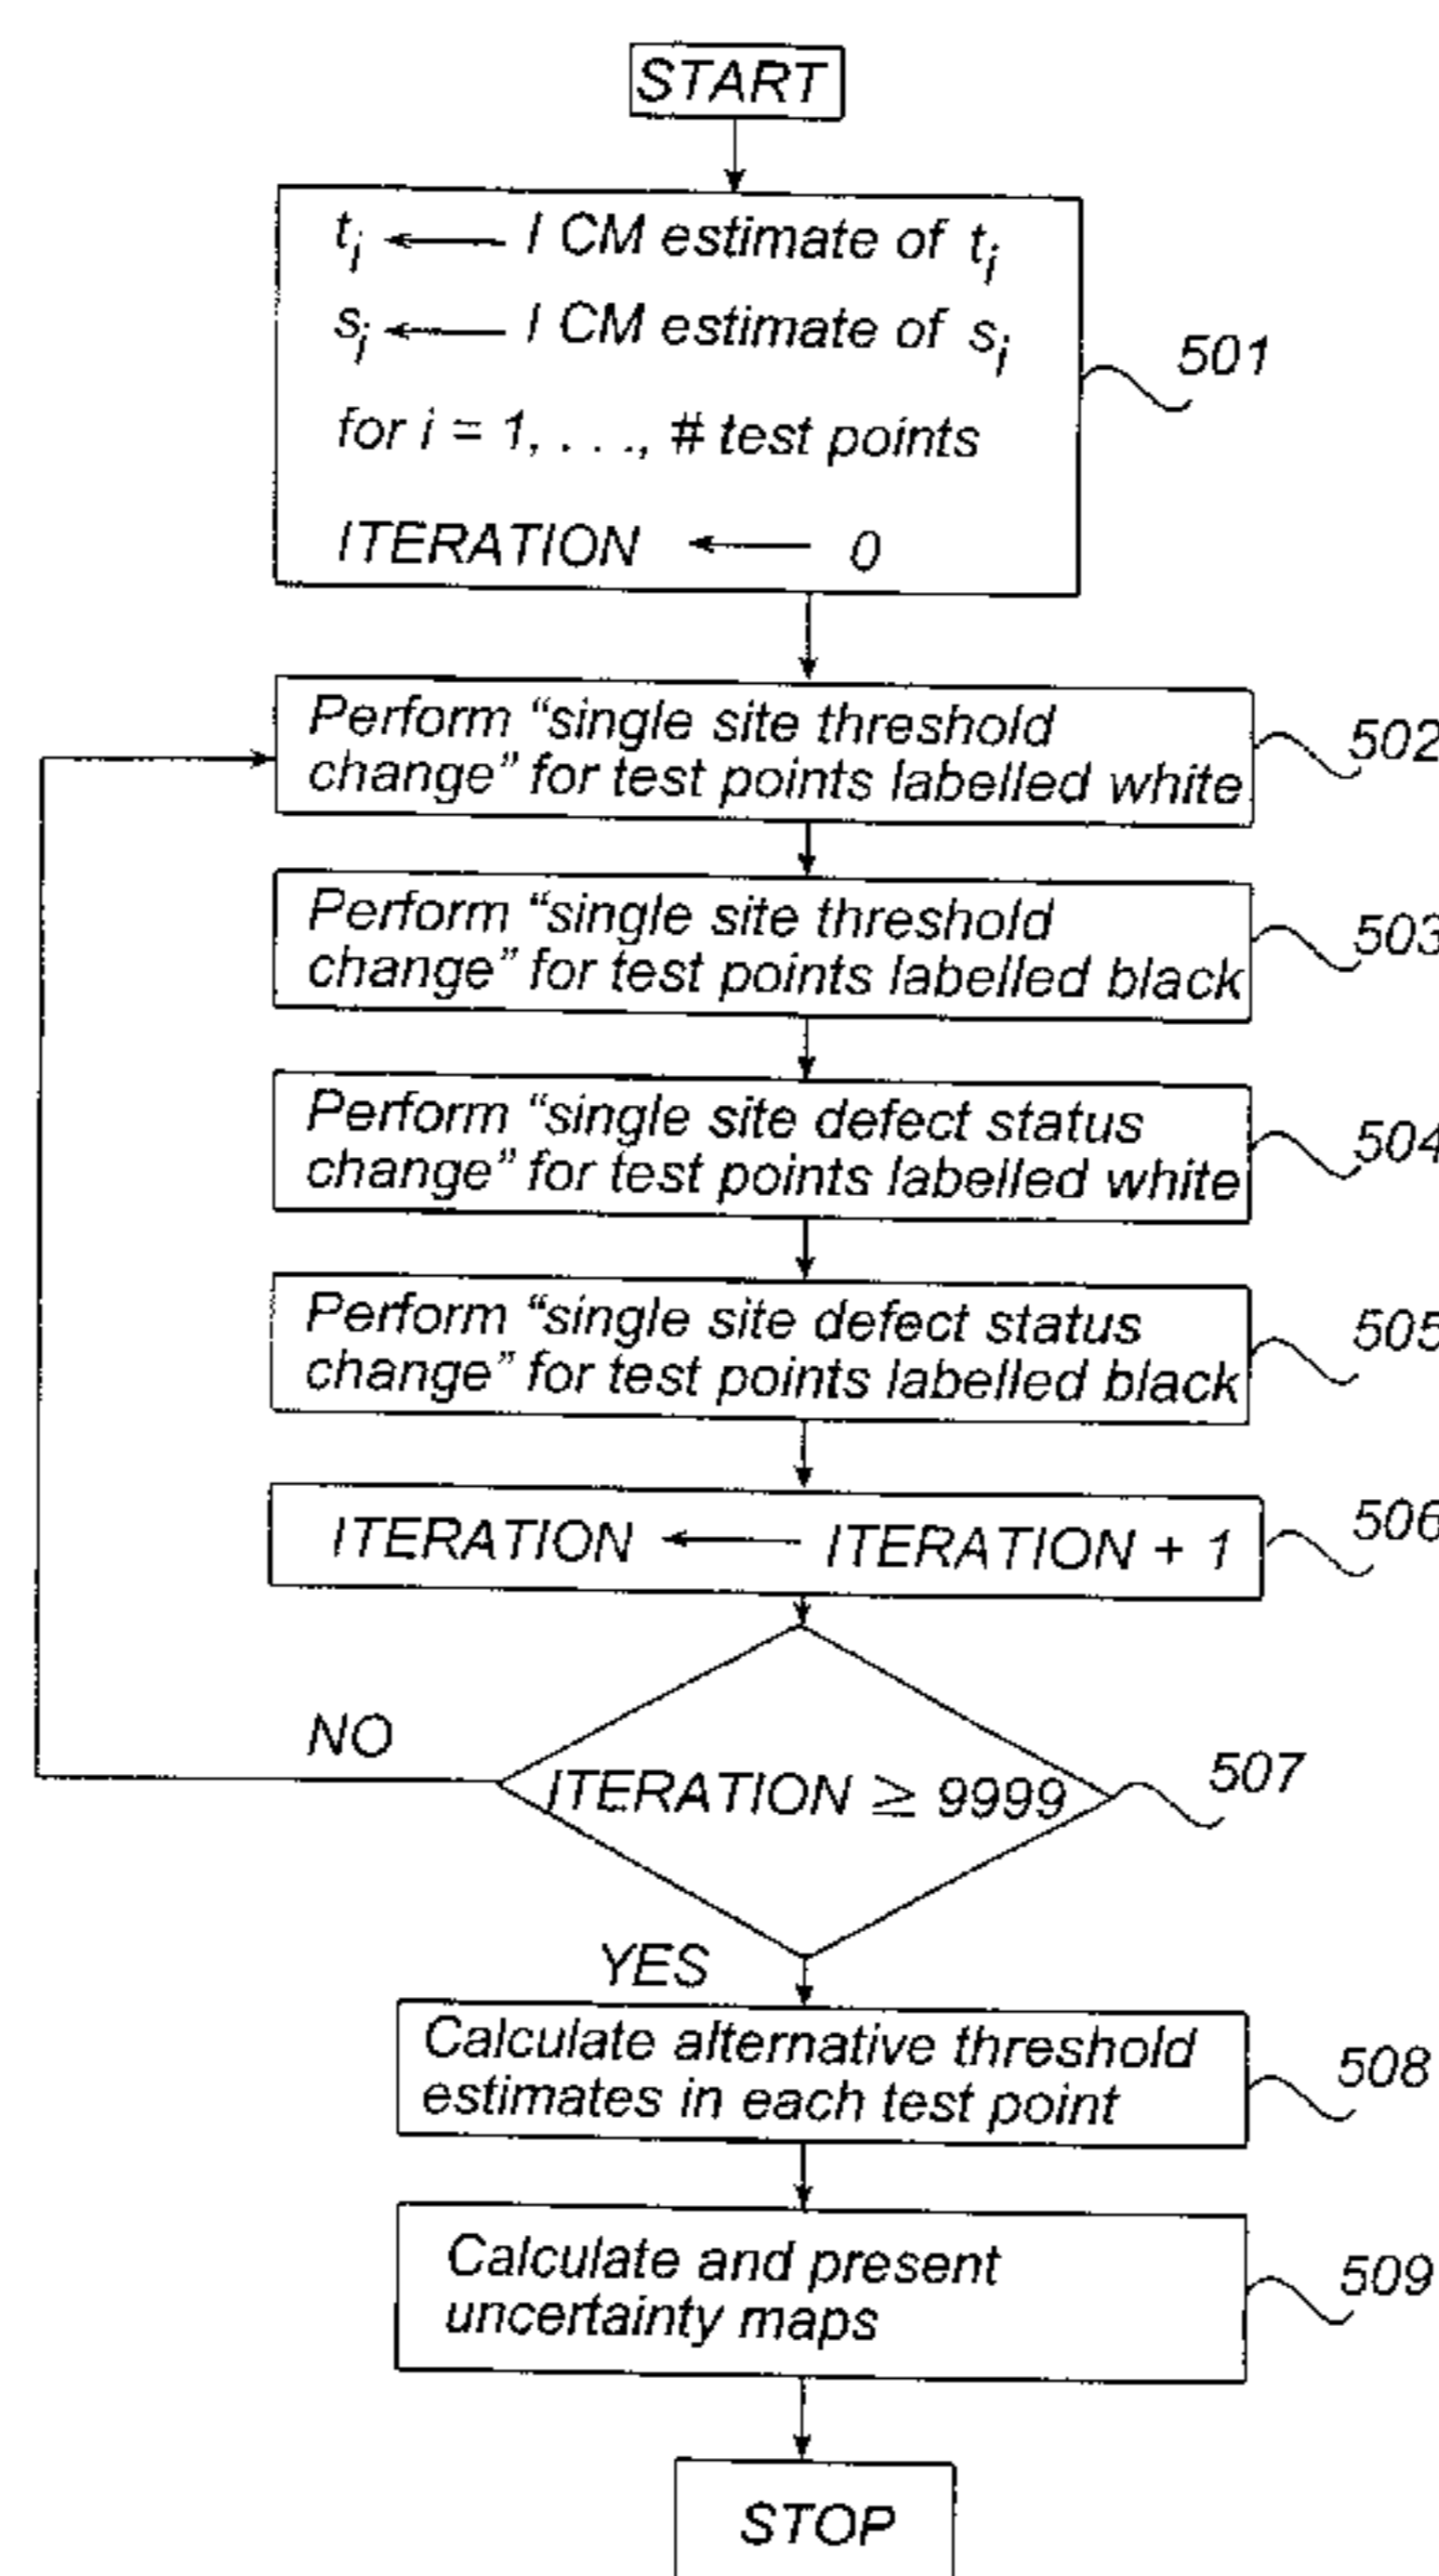 START
t_i ← I CM estimate of t_i
s_i ← I CM estimate of s_i
for i = 1, . . ., # test points
ITERATION ← 0
501
Perform “single site threshold
change” for test points labelled white
502
Perform “single site threshold
change” for test points labelled black
503
Perform “single site defect status
change” for test points labelled white
504
Perform “single site defect status
change” for test points labelled black
505
ITERATION ← ITERATION + 1
506
NO
ITERATION ≥ 9999
507
YES
Calculate alternative threshold
estimates in each test point
508
Calculate and present
uncertainty maps
509
STOP